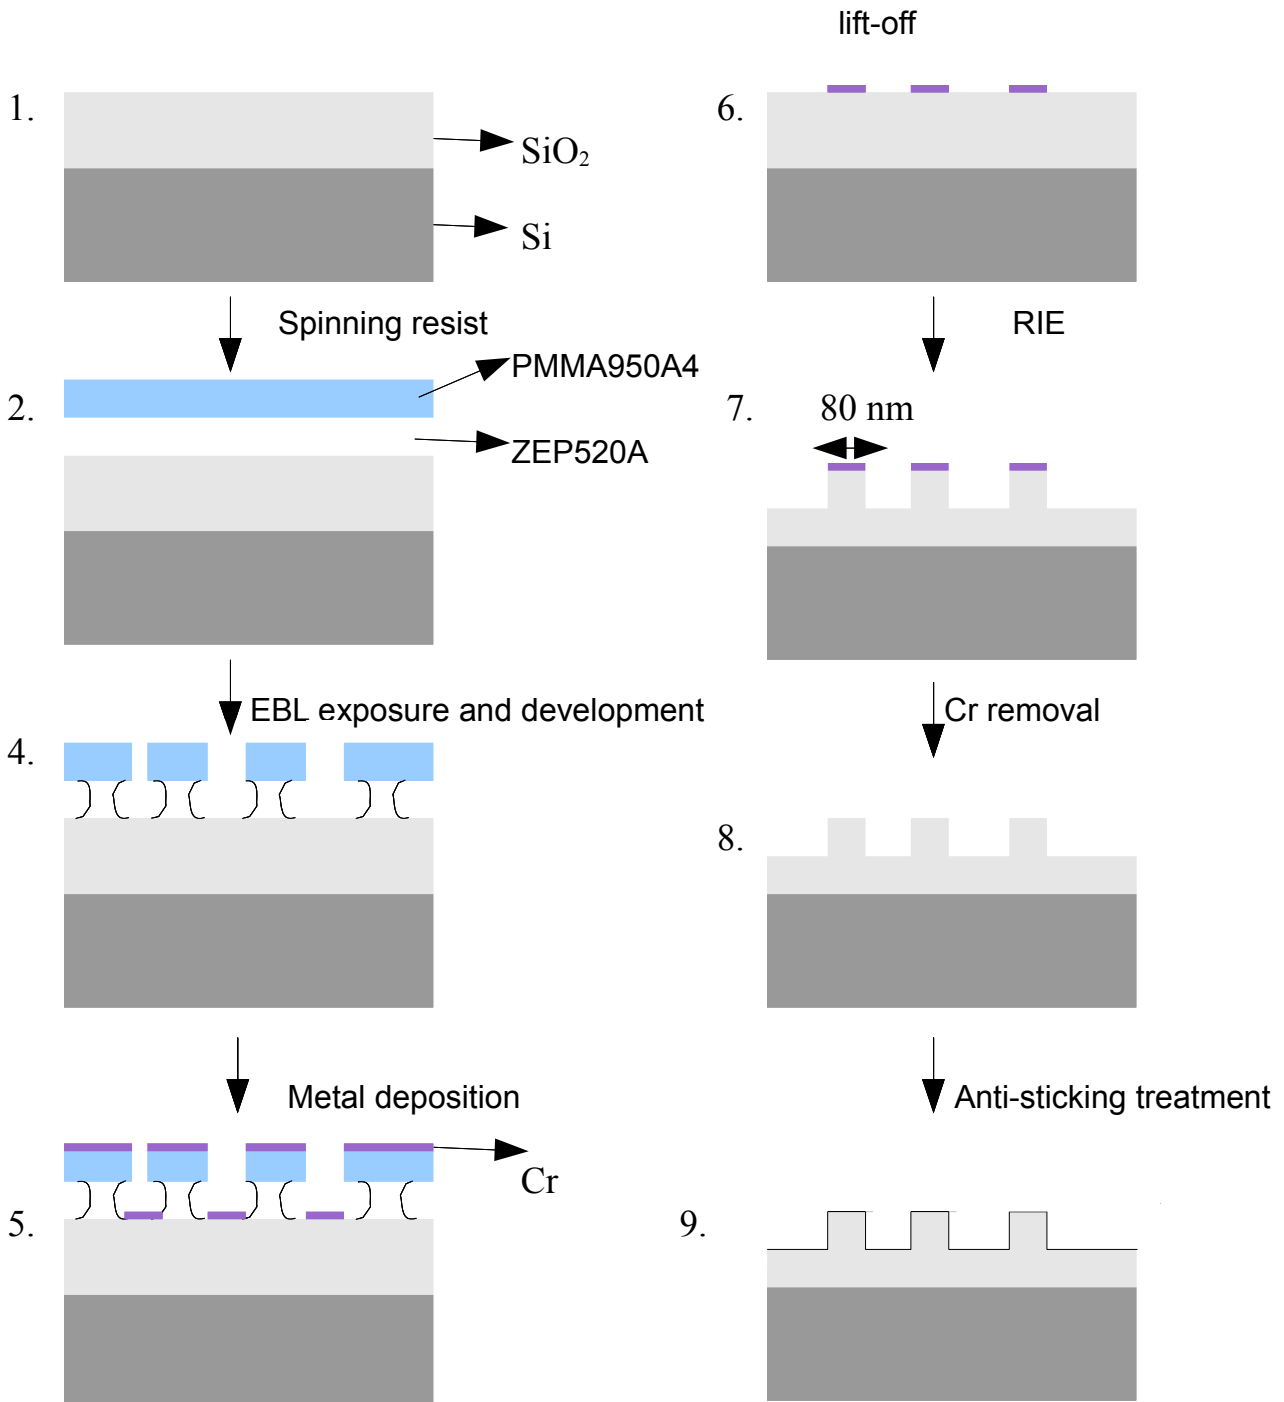 1.
SiO₂
Si
Spinning resist
PMMA950A4
2.
ZEP520A
EBL exposure and development
4.
Metal deposition
Cr
5.
lift-off
6.
RIE
7.
80 nm
Cr removal
8.
Anti-sticking treatment
9.